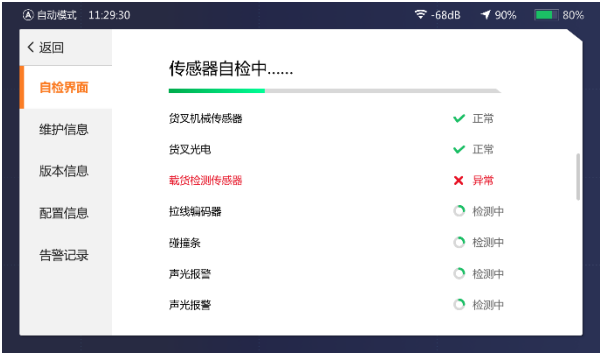 Ⓐ 自动模式 11:29:30 -68dB 90% 80%
返回
自检界面
维护信息
版本信息
配置信息
告警记录
传感器自检中......
货叉机械传感器 正常
货叉光电 正常
载货检测传感器 异常
拉线编码器 检测中
碰撞条 检测中
声光报警 检测中
声光报警 检测中